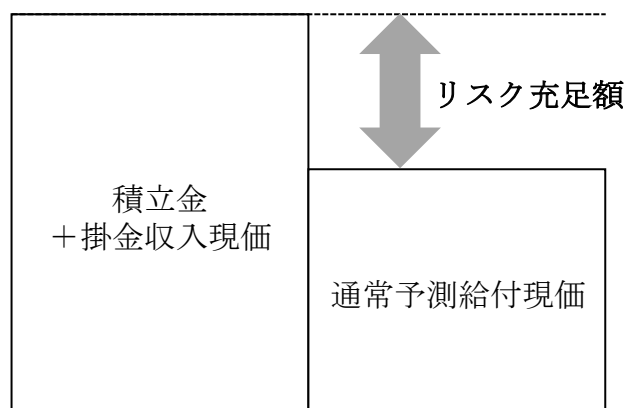 リスク充足額
積立金
＋掛金収入現価
通常予測給付現価